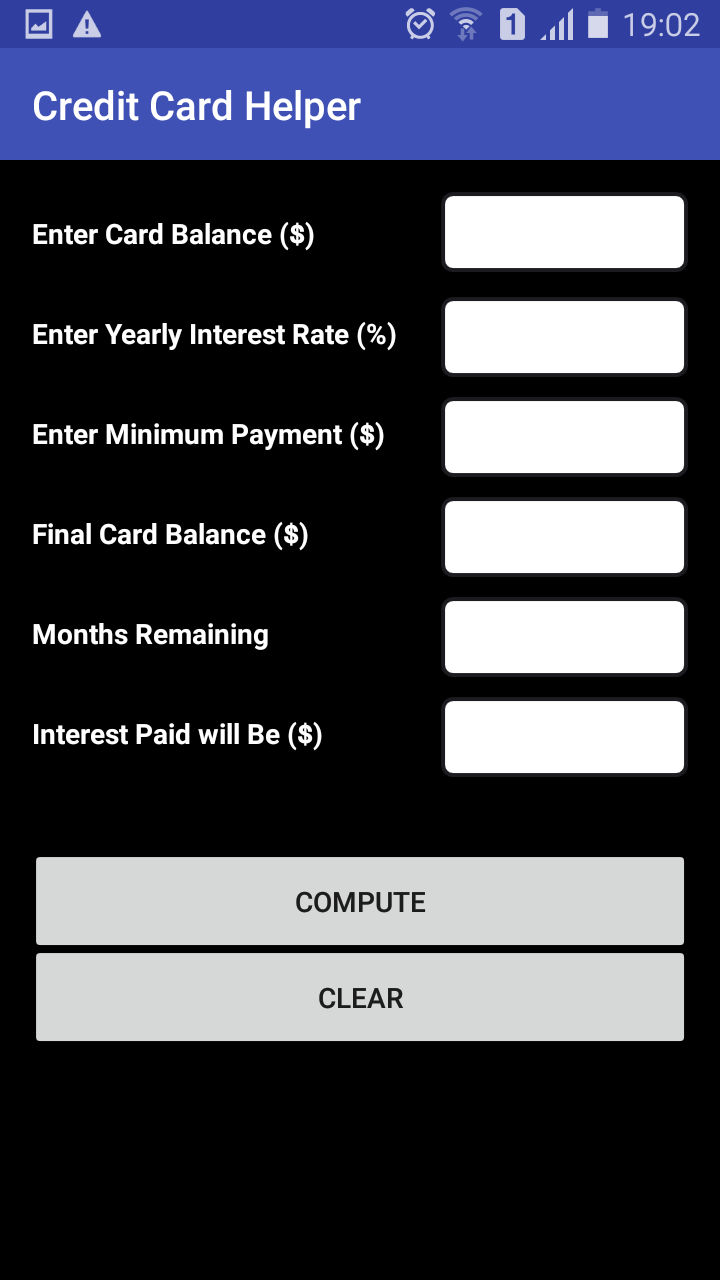 1 19:02
Credit Card Helper
Enter Card Balance ($)
Enter Yearly Interest Rate (%)
Enter Minimum Payment ($)
Final Card Balance ($)
Months Remaining
Interest Paid will Be ($)
COMPUTE
CLEAR